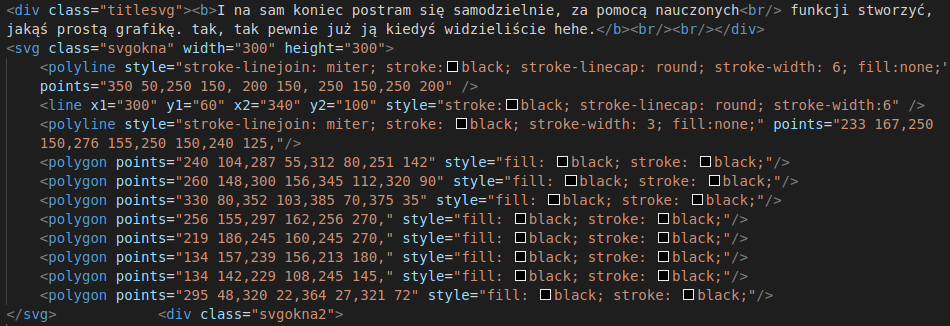 <div class="titlesvg"><b>I na sam koniec postram się samodzielnie, za pomocą nauczonych<br/> funkcji stworzyć,
jakąś prostą grafikę. tak, tak pewnie już ją kiedyś widzieliście hehe.</b><br/><br/></div>
<svg class="svgokna" width="300" height="300">
<polyline style="stroke-linejoin: miter; stroke:black; stroke-linecap: round; stroke-width: 6; fill:none;"
points="350 50,250 150, 200 150, 250 150,250 200" />
<line x1="300" y1="60" x2="340" y2="100" style="stroke:black; stroke-linecap: round; stroke-width:6" />
<polyline style="stroke-linejoin: miter; stroke: black; stroke-width: 3; fill:none;" points="233 167,250
150,276 155,250 150,240 125,"/>
<polygon points="240 104,287 55,312 80,251 142" style="fill: black; stroke: black;"/>
<polygon points="260 148,300 156,345 112,320 90" style="fill: black; stroke: black;"/>
<polygon points="330 80,352 103,385 70,375 35" style="fill: black; stroke: black;"/>
<polygon points="256 155,297 162,256 270," style="fill: black; stroke: black;"/>
<polygon points="219 186,245 160,245 270," style="fill: black; stroke: black;"/>
<polygon points="134 157,239 156,213 180," style="fill: black; stroke: black;"/>
<polygon points="134 142,229 108,245 145," style="fill: black; stroke: black;"/>
<polygon points="295 48,320 22,364 27,321 72" style="fill: black; stroke: black;"/>
</svg> <div class="svgokna2">